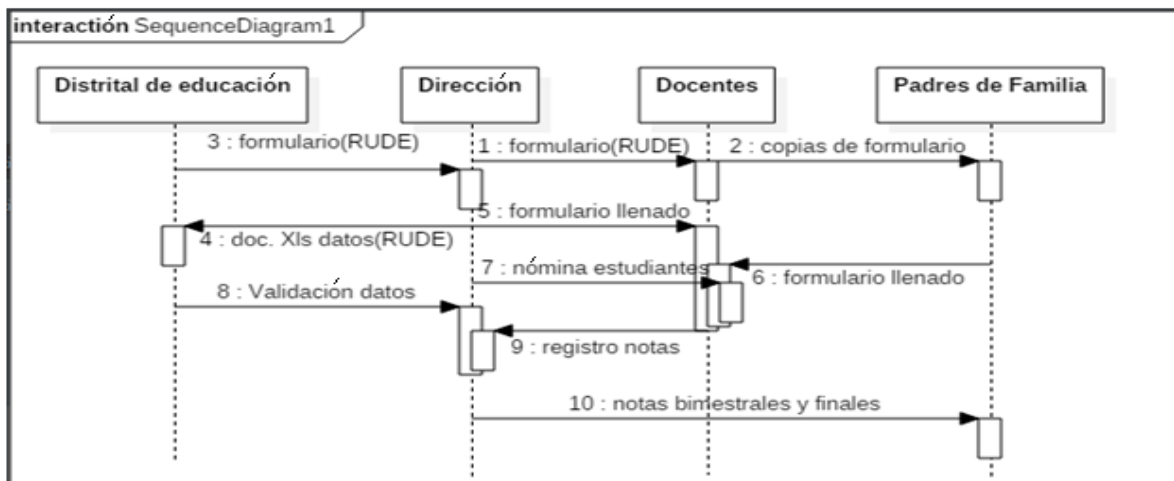 interactión SequenceDiagram1
Distrital de educación
Dirección
Docentes
Padres de Familia
3 : formulario(RUDE)
1 : formulario(RUDE)
2 : copias de formulario
5 : formulario llenado
4 : doc. Xls datos(RUDE)
7 : nómina estudiantes
6 : formulario llenado
8 : Validación datos
9 : registro notas
10 : notas bimestrales y finales